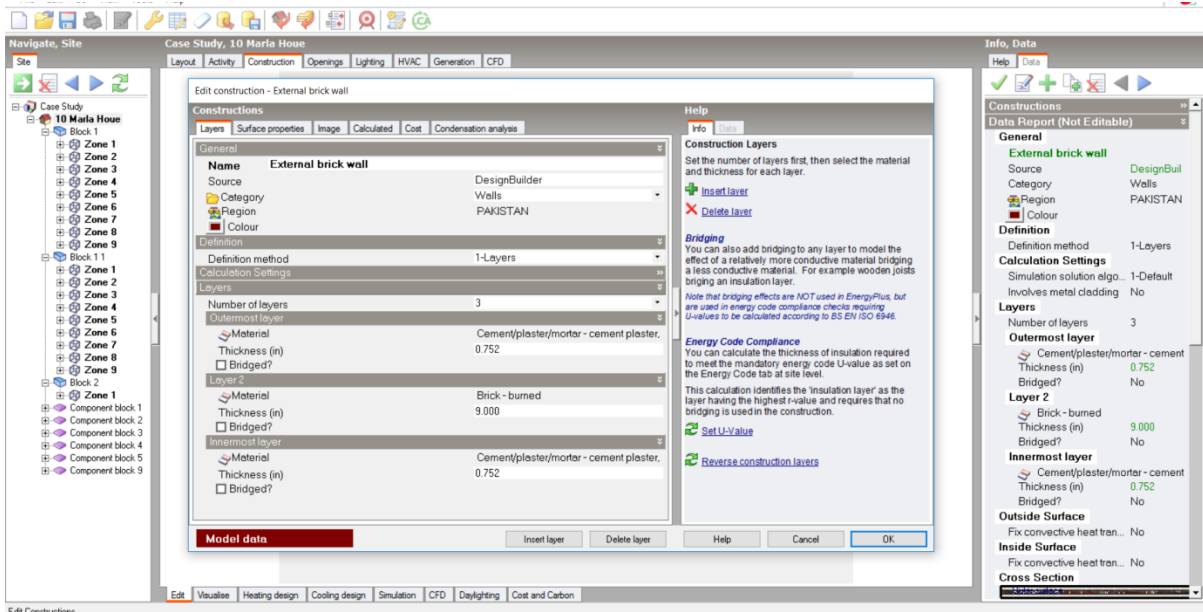 Navigate, Site
Case Study, 10 Marla Houe
Info, Data
Site
Layout Activity Construction Openings Lighting HVAC Generation CFD
Help Data
Case Study
10 Marla Houe
Block 1
Zone 1
Zone 2
Zone 3
Zone 4
Zone 5
Zone 6
Zone 7
Zone 8
Zone 9
Block 1 1
Zone 1
Zone 2
Zone 3
Zone 4
Zone 5
Zone 6
Zone 7
Zone 8
Zone 9
Block 2
Zone 1
Component block 1
Component block 2
Component block 3
Component block 4
Component block 5
Component block 9
Edit construction - External brick wall
Constructions
Layers Surface properties Image Calculated Cost Condensation analysis
General
Name External brick wall
Source DesignBuilder
Category Walls
Region PAKISTAN
Colour
Definition
Definition method 1-Layers
Calculation Settings
Layers
Number of layers 3
Outermost layer
Material Cement/plaster/mortar - cement plaster,
Thickness (in) 0.752
Bridged?
Layer 2
Material Brick - burned
Thickness (in) 9.000
Bridged?
Innermost layer
Material Cement/plaster/mortar - cement plaster,
Thickness (in) 0.752
Bridged?
Model data
Insert layer Delete layer Help Cancel OK
Help
Info Data
Construction Layers
Set the number of layers first, then select the material
and thickness for each layer.
Insert layer
Delete layer
Bridging
You can also add bridging to any layer to model the
effect of a relatively more conductive material bridging
a less conductive material. For example wooden joists
briging an insulation layer.
Note that bridging effects are NOT used in EnergyPlus, but
are used in energy code compliance checks requiring
U-values to be calculated according to BS EN ISO 6946.
Energy Code Compliance
You can calculate the thickness of insulation required
to meet the mandatory energy code U-value as set on
the Energy Code tab at site level.
This calculation identifies the 'insulation layer' as the
layer having the highest r-value and requires that no
bridging is used in the construction.
Set U-Value
Reverse construction layers
Constructions
Data Report (Not Editable)
General
External brick wall
Source DesignBuil
Category Walls
Region PAKISTAN
Colour
Definition
Definition method 1-Layers
Calculation Settings
Simulation solution algo... 1-Default
Involves metal cladding No
Layers
Number of layers 3
Outermost layer
Cement/plaster/mortar - cement
Thickness (in) 0.752
Bridged? No
Layer 2
Brick - burned
Thickness (in) 9.000
Bridged? No
Innermost layer
Cement/plaster/mortar - cement
Thickness (in) 0.752
Bridged? No
Outside Surface
Fix convective heat tran... No
Inside Surface
Fix convective heat tran... No
Cross Section
Edit Visualise Heating design Cooling design Simulation CFD Daylighting Cost and Carbon
Edit Constructions